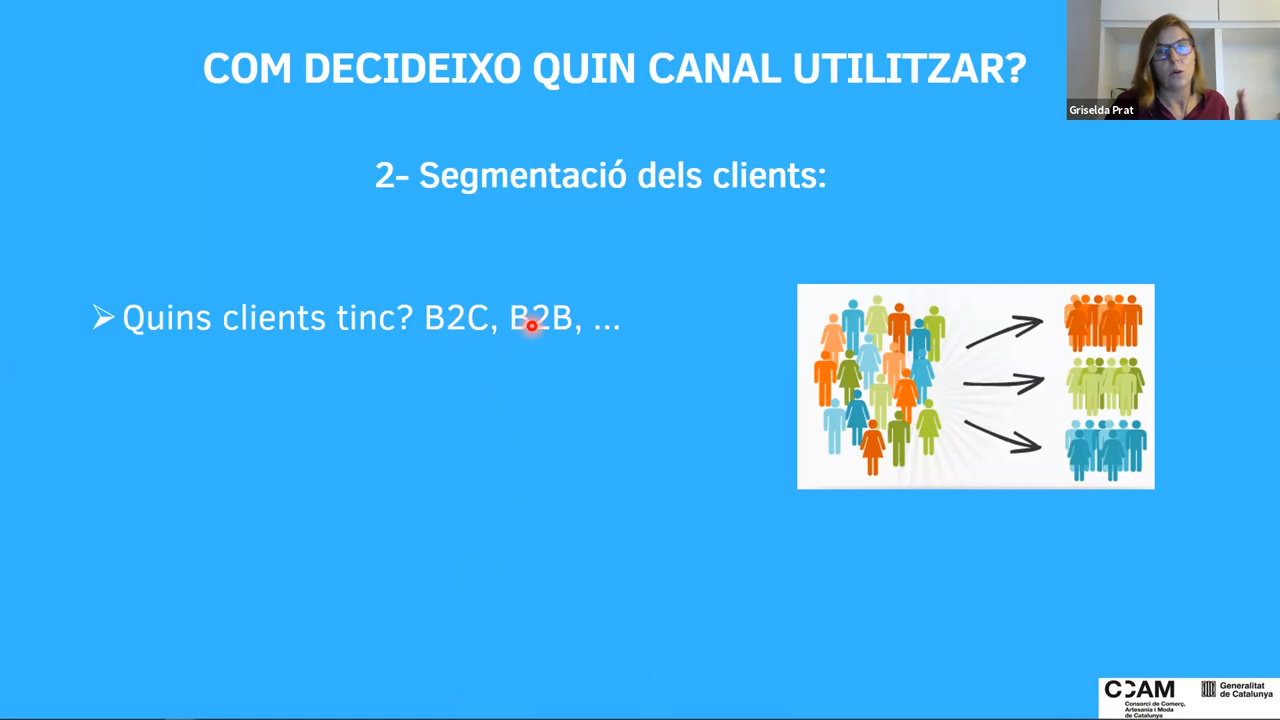 COM DECIDEIXO QUIN CANAL UTILITZAR?
Griselda Prat
2- Segmentació dels clients:
➢Quins clients tinc? B2C, B2B, ...
CCAM
Consorci de Comerç,
Artesania i Moda
de Catalunya
Generalitat
de Catalunya